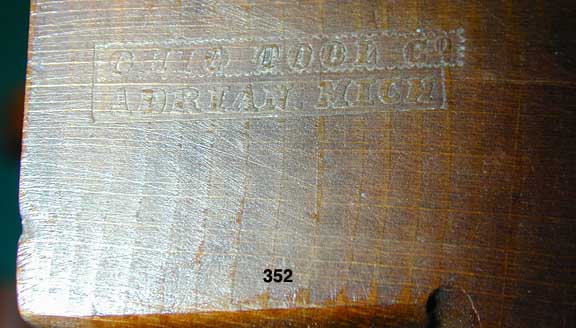 OHIO TOOL Co
ADRIAN MICH
352